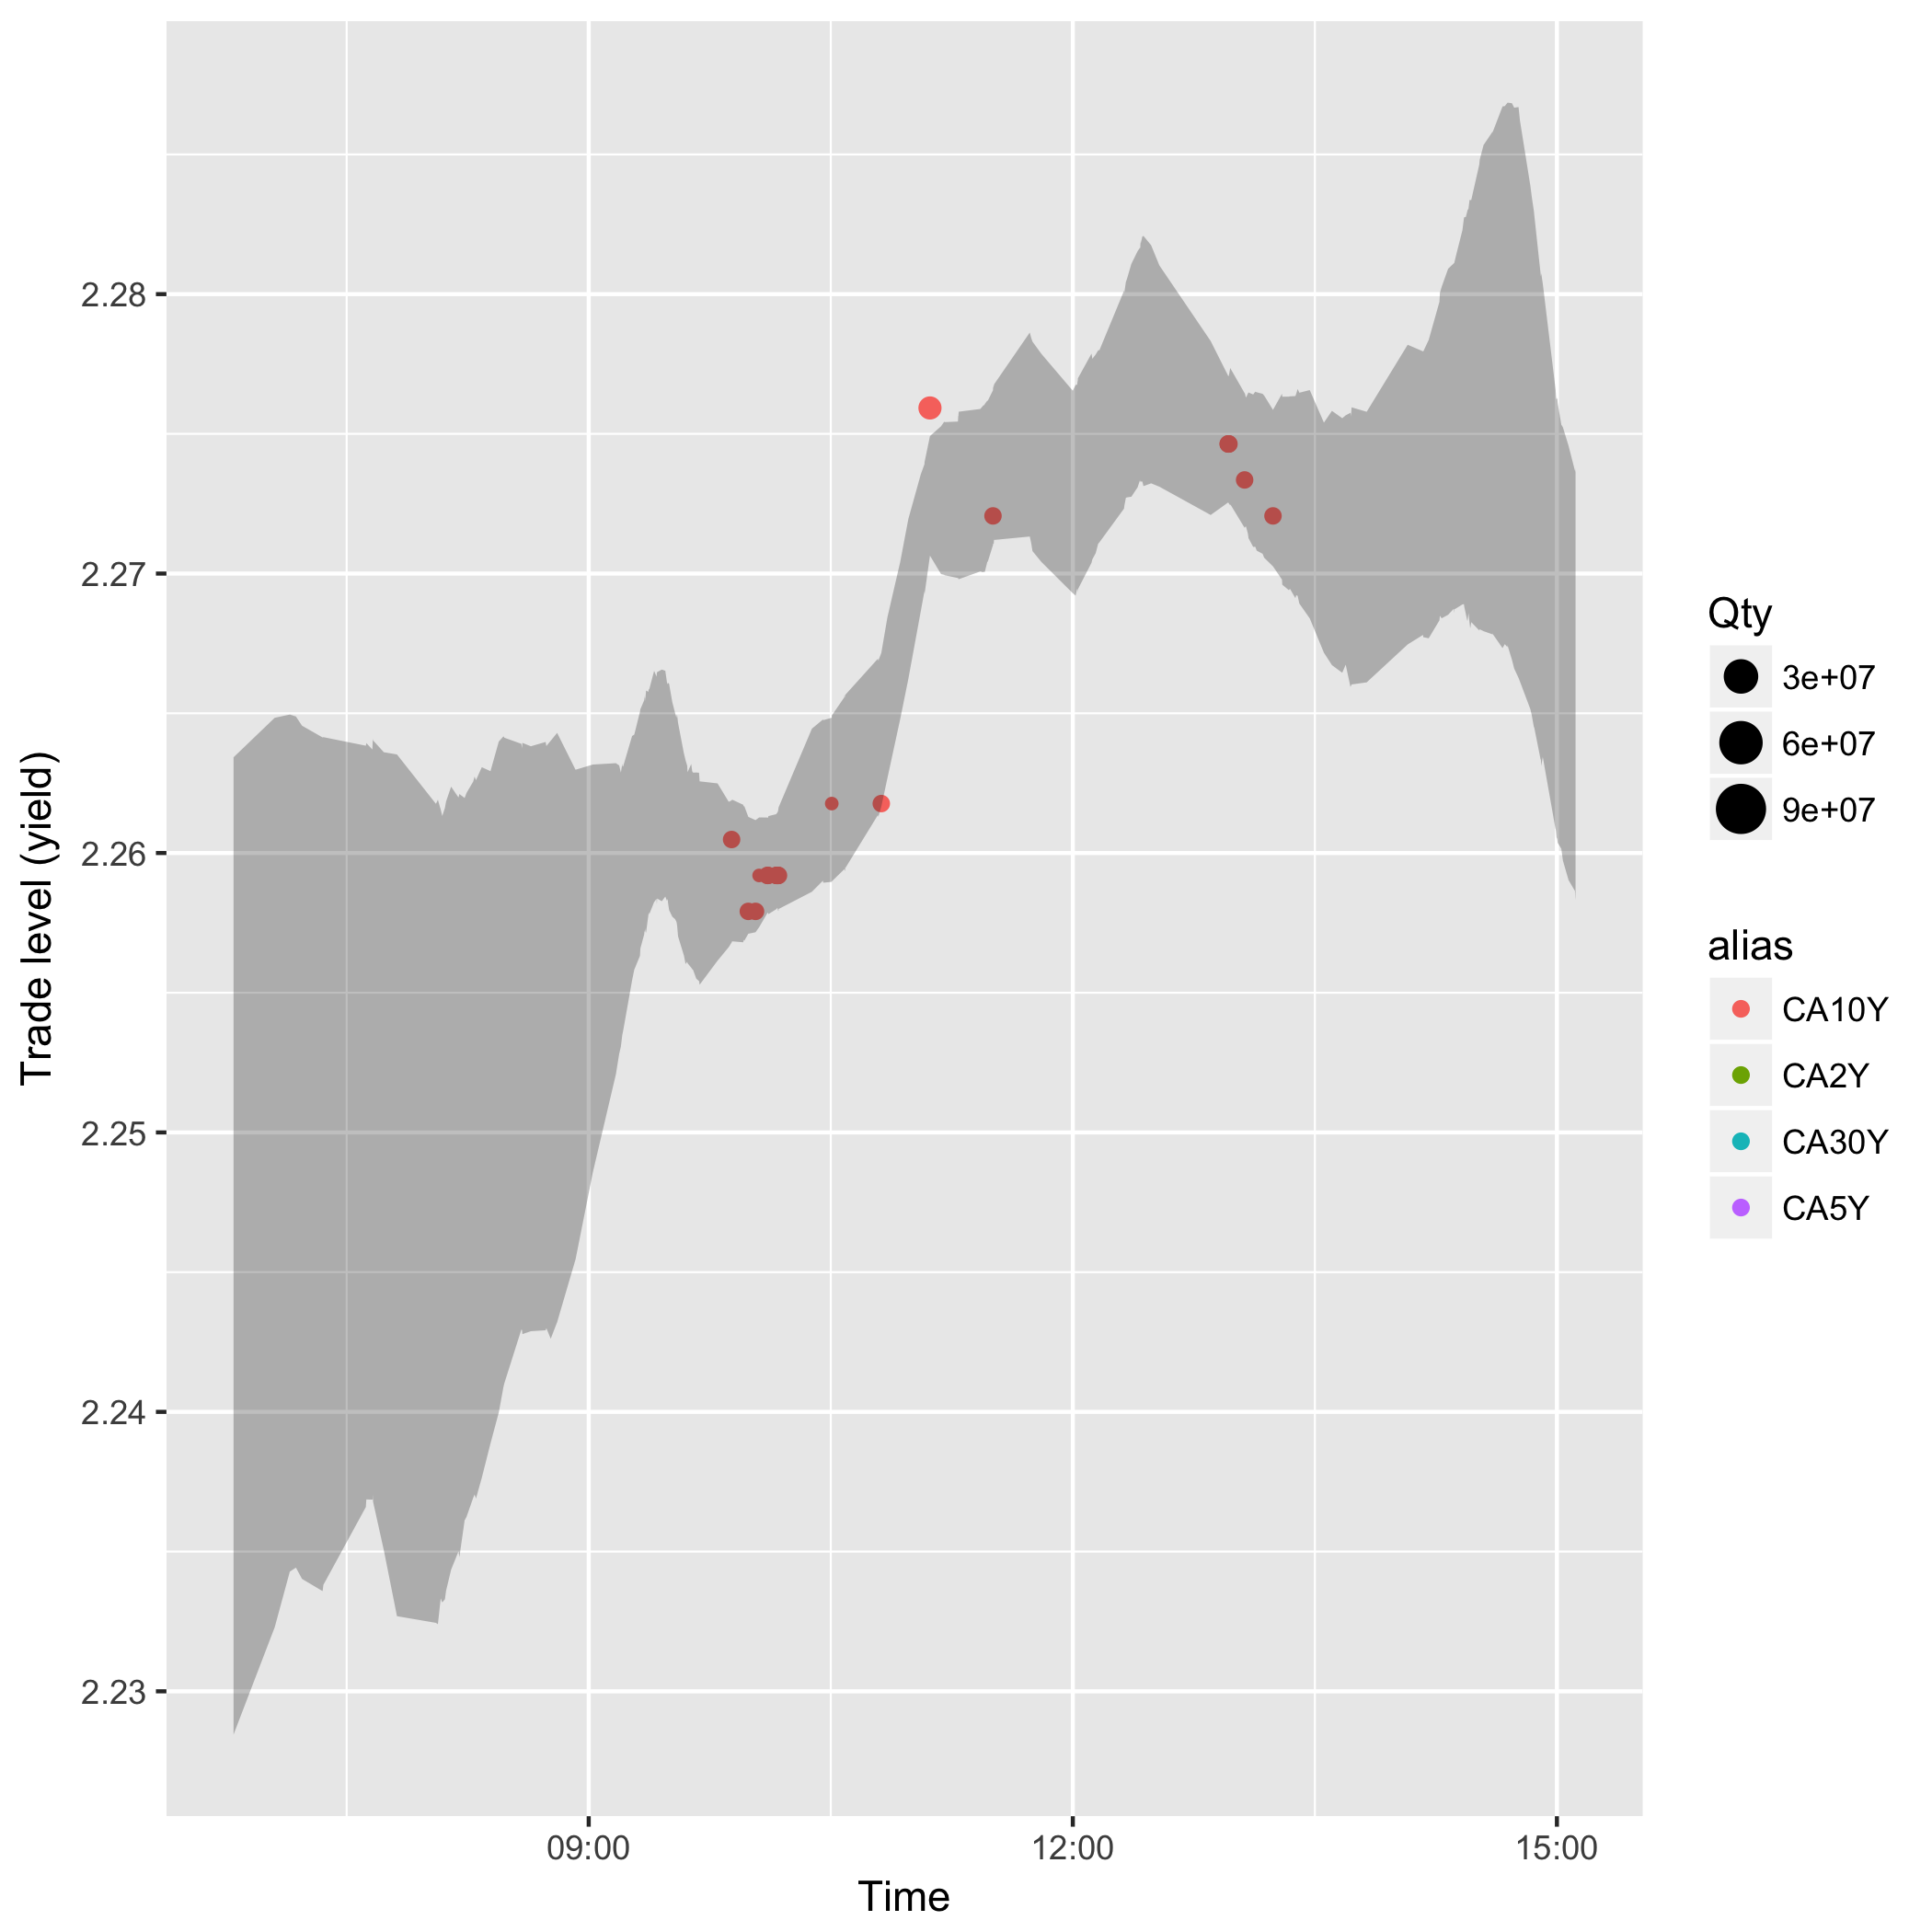 Trade level (yield)
2.28
2.27
2.26
2.25
2.24
2.23
09:00
12:00
15:00
Time
Qty
3e+07
6e+07
9e+07
alias
CA10Y
CA2Y
CA30Y
CA5Y